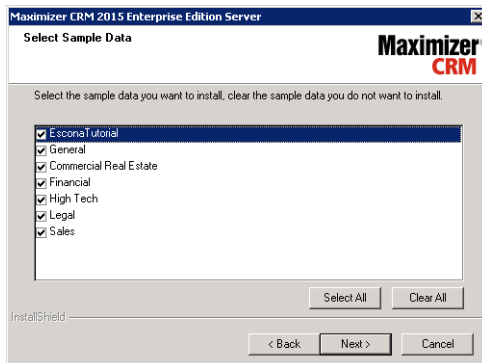 Maximizer CRM 2015 Enterprise Edition Server
Select Sample Data
Maximizer
CRM
Select the sample data you want to install, clear the sample data you do not want to install.
EsconaTutorial
General
Commercial Real Estate
Financial
High Tech
Legal
Sales
Select All
Clear All
InstallShield
< Back
Next >
Cancel